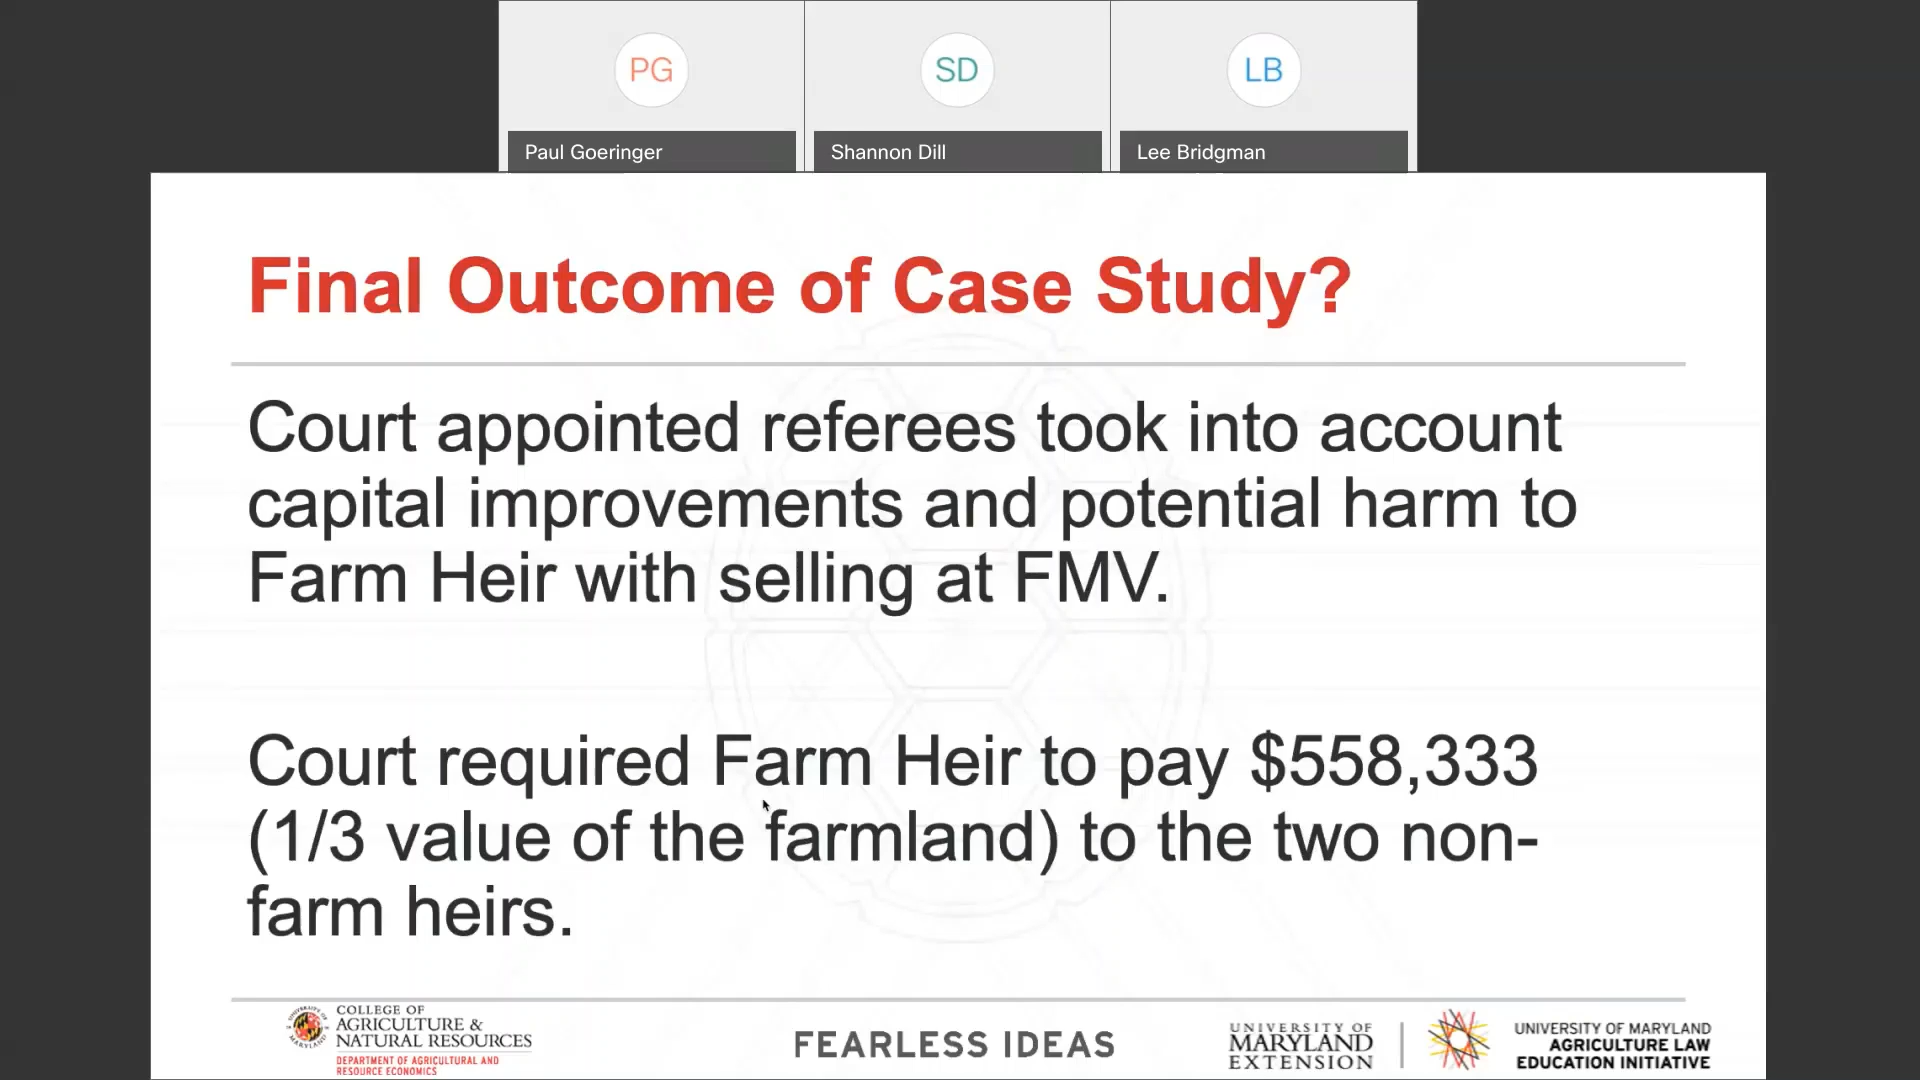 PG
SD
LB
Paul Goeringer
Shannon Dill
Lee Bridgman
Final Outcome of Case Study?
Court appointed referees took into account
capital improvements and potential harm to
Farm Heir with selling at FMV.
Court required Farm Heir to pay $558,333
(1/3 value of the farmland) to the two non-
farm heirs.
UNIVERSITY OF
MARYLAND
COLLEGE OF
AGRICULTURE &
NATURAL RESOURCES
DEPARTMENT OF AGRICULTURAL AND
RESOURCE ECONOMICS
FEARLESS IDEAS
UNIVERSITY OF
MARYLAND
EXTENSION
UNIVERSITY OF MARYLAND
AGRICULTURE LAW
EDUCATION INITIATIVE